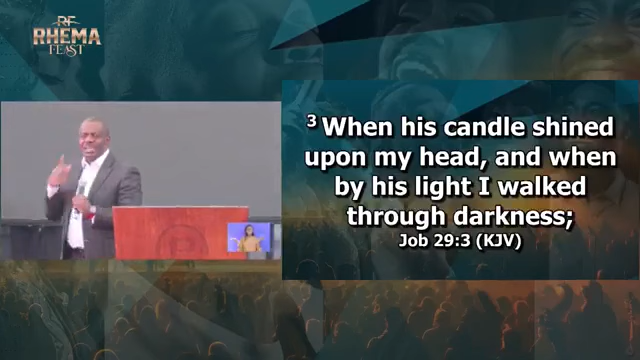 RF
RHEMA
FEAST
3 When his candle shined
upon my head, and when
by his light I walked
through darkness;
Job 29:3 (KJV)